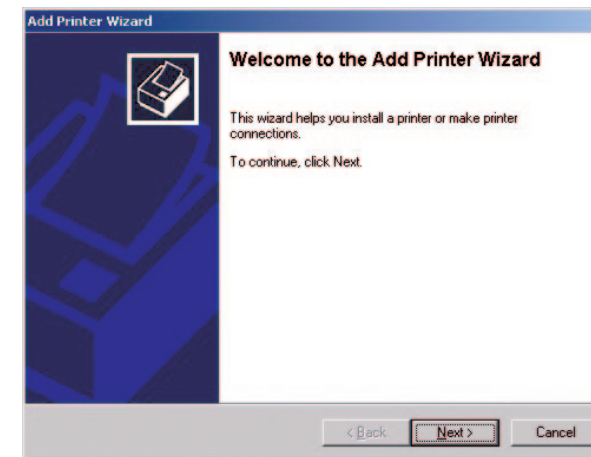 Add Printer Wizard
Welcome to the Add Printer Wizard
This wizard helps you install a printer or make printer
connections.
To continue, click Next.
< Back
Next >
Cancel